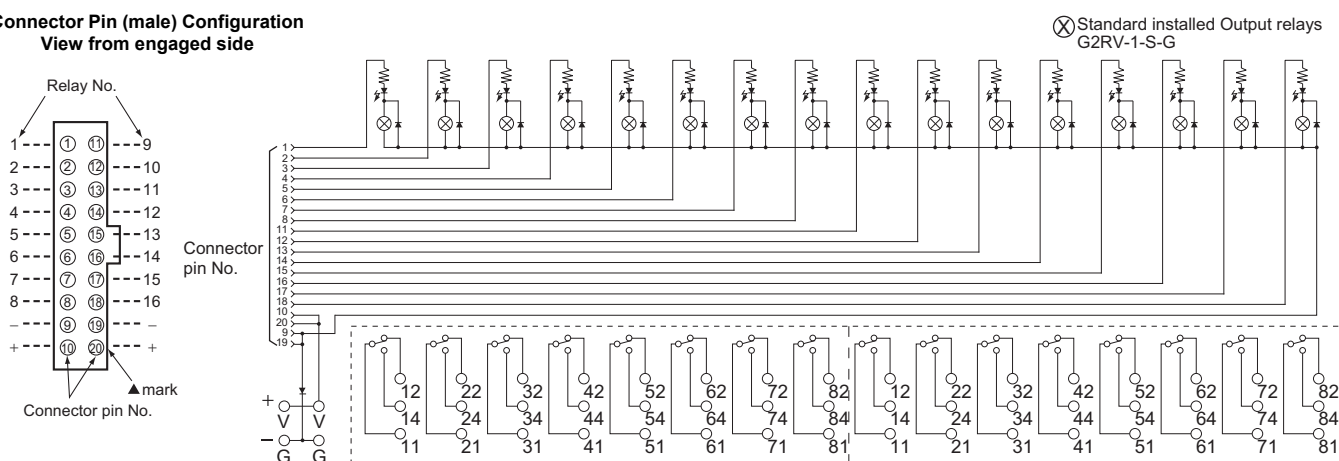 onnector Pin (male) Configuration
View from engaged side
Standard installed Output relays
G2RV-1-S-G
Relay No.
1 1 11 9
2 2 12 10
3 3 13 11
4 4 14 12
5 5 15 13
6 6 16 14
7 7 17 15
8 8 18 16
– 9 19 –
+ 10 20 +
▲mark
Connector pin No.
Connector
pin No.
1
2
3
4
5
6
7
8
11
12
13
14
15
16
17
18
10
20
9
19
+
V V
–
G G
12 22 32 42 52 62 72 82 12 22 32 42 52 62 72 82
14 24 34 44 54 64 74 84 14 24 34 44 54 64 74 84
11 21 31 41 51 61 71 81 11 21 31 41 51 61 71 81